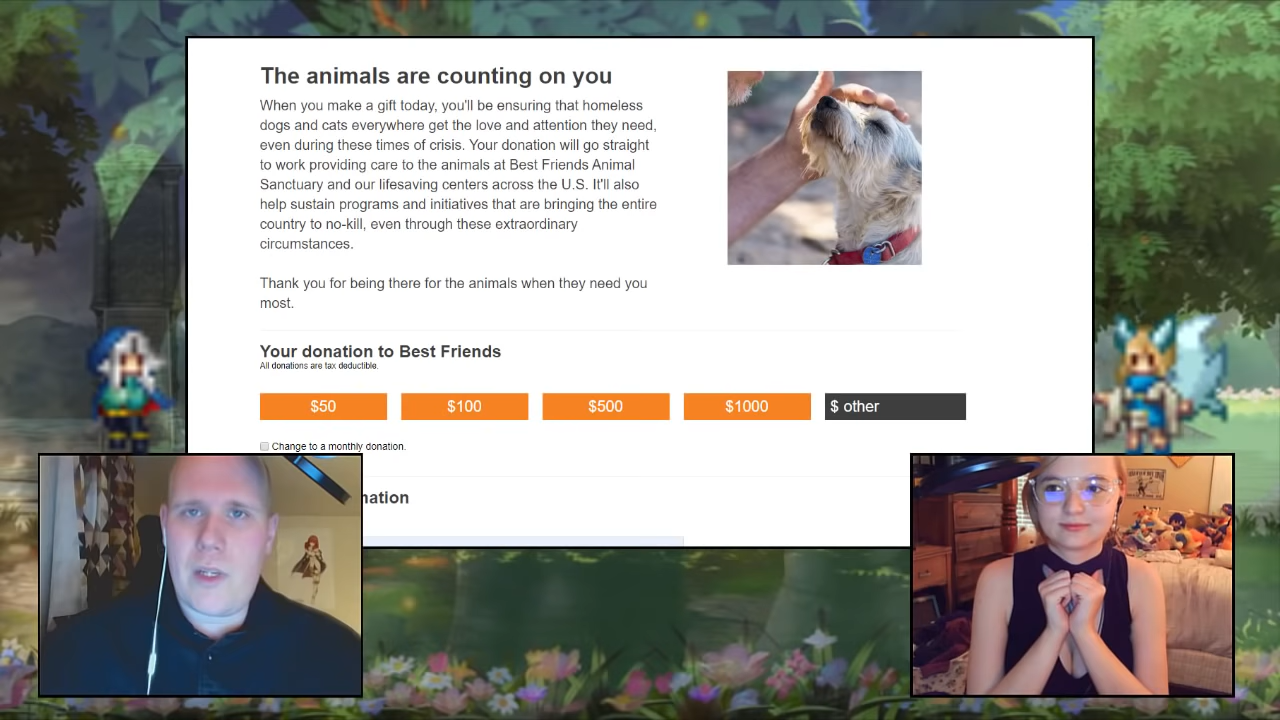 The animals are counting on you
When you make a gift today, you'll be ensuring that homeless
dogs and cats everywhere get the love and attention they need,
even during these times of crisis. Your donation will go straight
to work providing care to the animals at Best Friends Animal
Sanctuary and our lifesaving centers across the U.S. It'll also
help sustain programs and initiatives that are bringing the entire
country to no-kill, even through these extraordinary
circumstances.
Thank you for being there for the animals when they need you
most.
Your donation to Best Friends
All donations are tax deductible.
$50 $100 $500 $1000 $ other
Change to a monthly donation.
nation